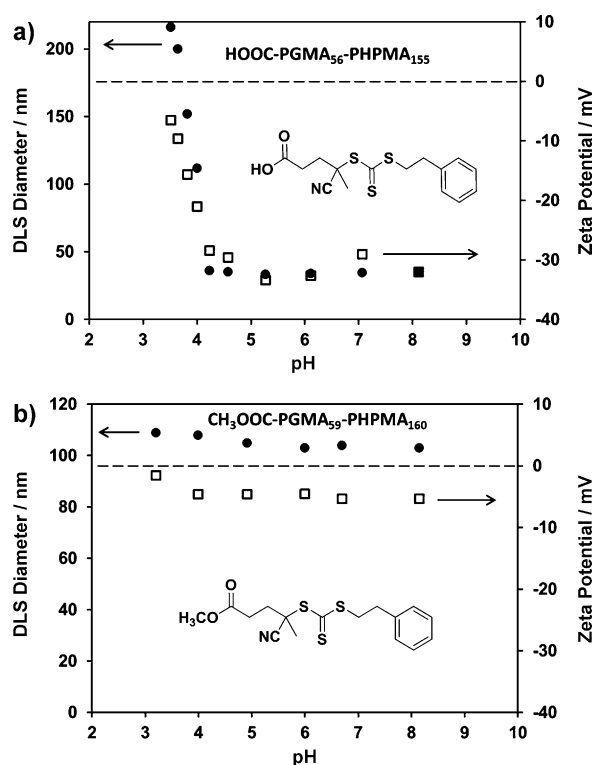 a)
HOOC-PGMA₅₆-PHPMA₁₅₅
DLS Diameter / nm
200
150
100
50
0
10
0
-10
-20
-30
-40
Zeta Potential / mV
O
HO
S
S
NC
S
2 3 4 5 6 7 8 9 10
pH
b)
CH₃OOC-PGMA₅₉-PHPMA₁₆₀
DLS Diameter / nm
120
100
80
60
40
20
0
10
0
-10
-20
-30
-40
Zeta Potential / mV
O
H₃CO
S
S
NC
S
2 3 4 5 6 7 8 9 10
pH